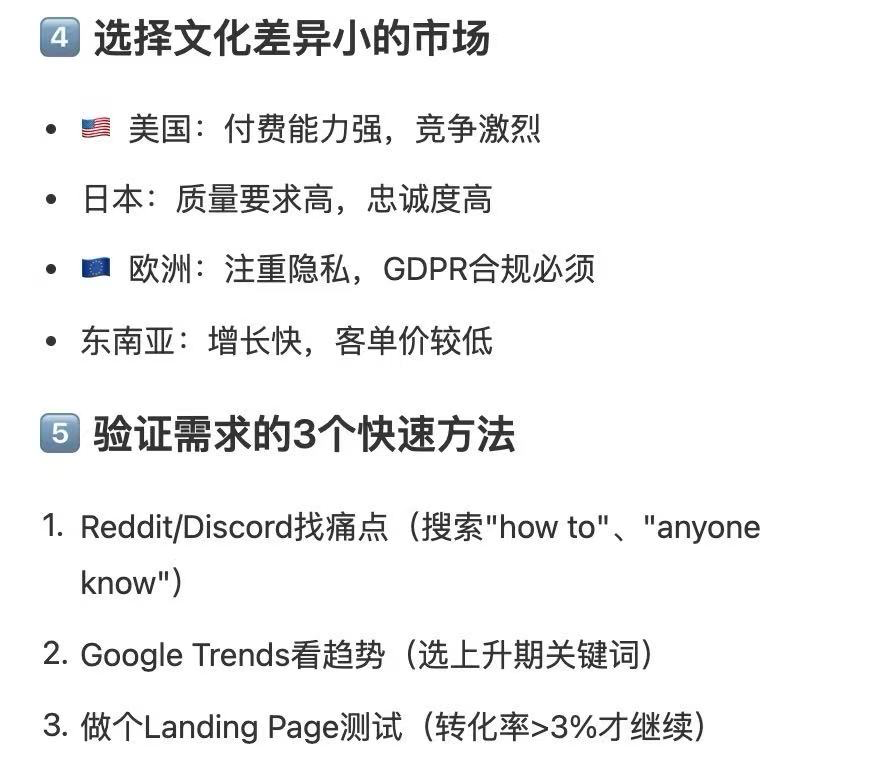 4️⃣ 选择文化差异小的市场
• 🇺🇸 美国：付费能力强，竞争激烈
• 日本：质量要求高，忠诚度高
• 🇪🇺 欧洲：注重隐私，GDPR合规必须
• 东南亚：增长快，客单价较低
5️⃣ 验证需求的3个快速方法
1. Reddit/Discord找痛点（搜索"how to"、"anyone
know"）
2. Google Trends看趋势（选上升期关键词）
3. 做个Landing Page测试（转化率>3%才继续）